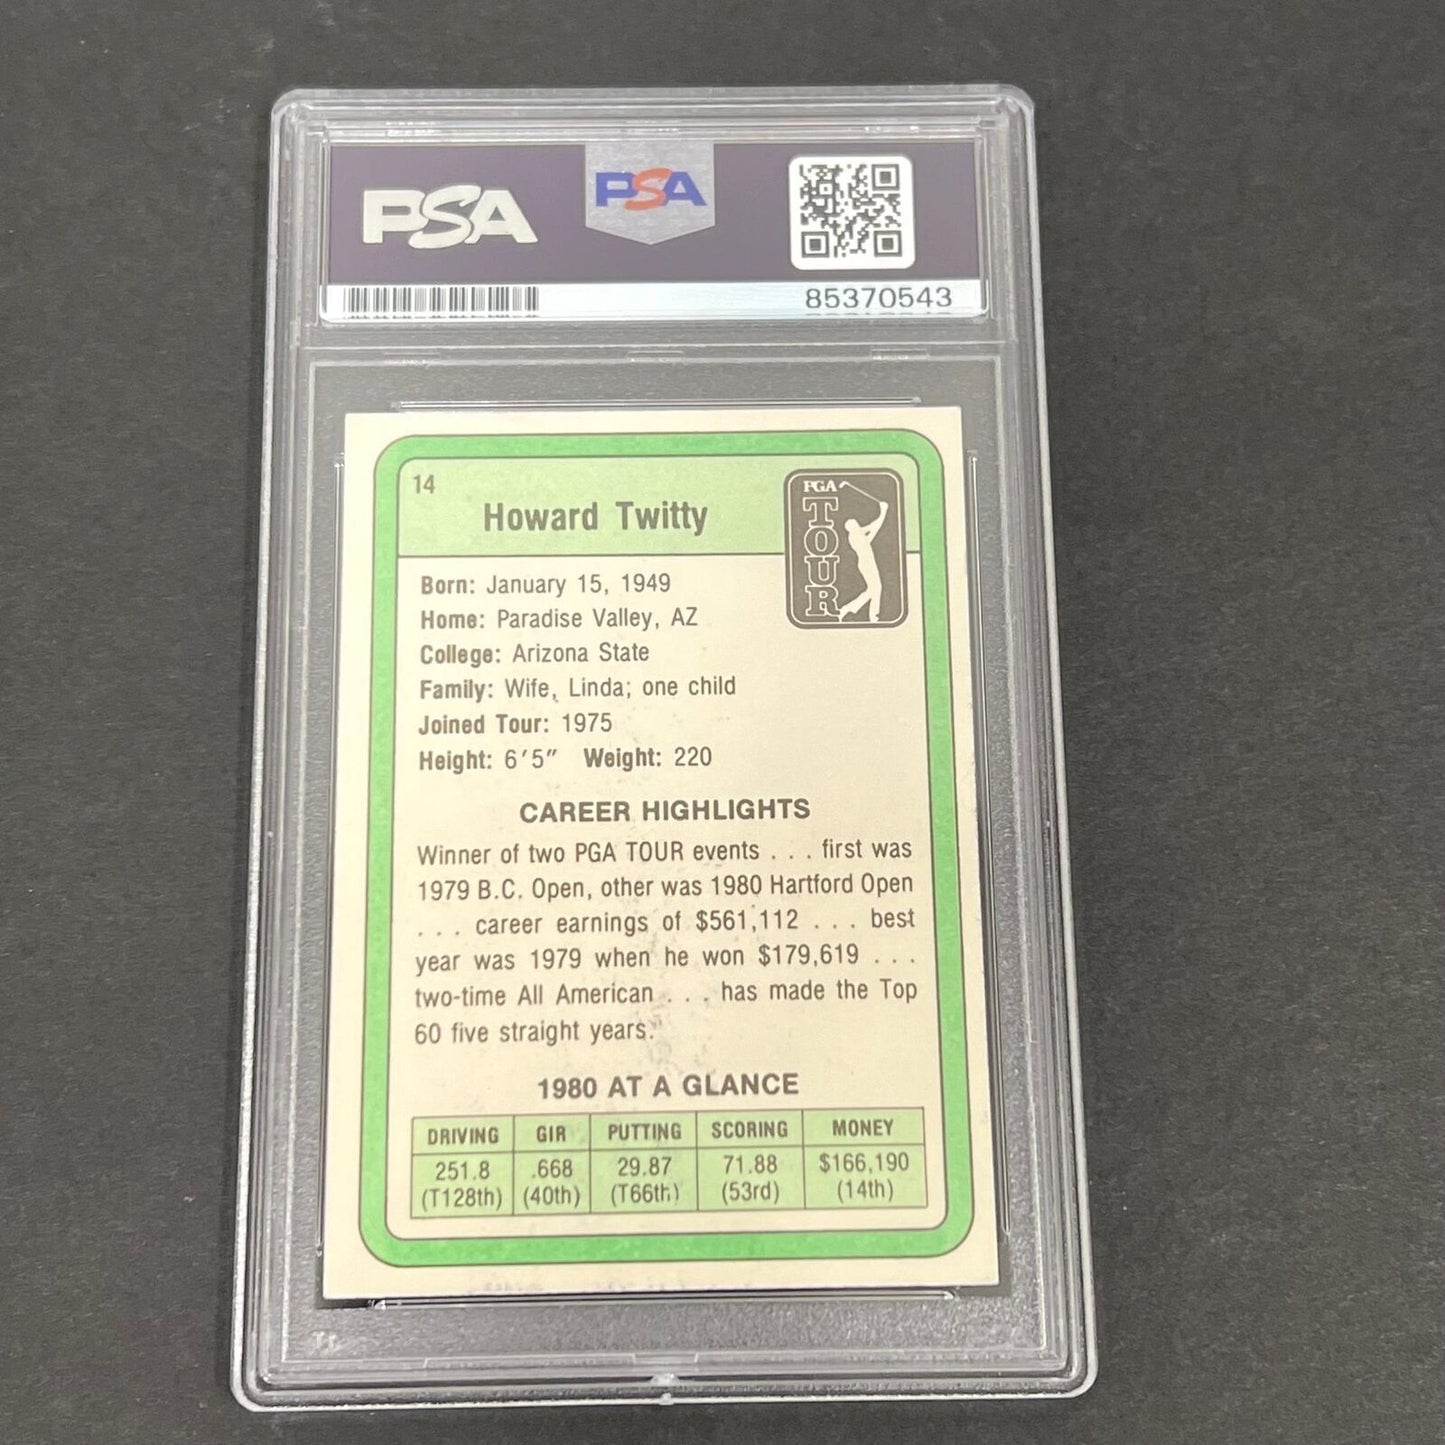 PSA PSA
85370543
14
Howard Twitty
PGA
TOUR
Born: January 15, 1949
Home: Paradise Valley, AZ
College: Arizona State
Family: Wife, Linda; one child
Joined Tour: 1975
Height: 6'5" Weight: 220
CAREER HIGHLIGHTS
Winner of two PGA TOUR events . . . first was
1979 B.C. Open, other was 1980 Hartford Open
. . . career earnings of $561,112 . . . best
year was 1979 when he won $179,619 . . .
two-time All American . . . has made the Top
60 five straight years.
1980 AT A GLANCE
DRIVING GIR PUTTING SCORING MONEY
251.8 .668 29.87 71.88 $166,190
(T128th) (40th) (T66th) (53rd) (14th)